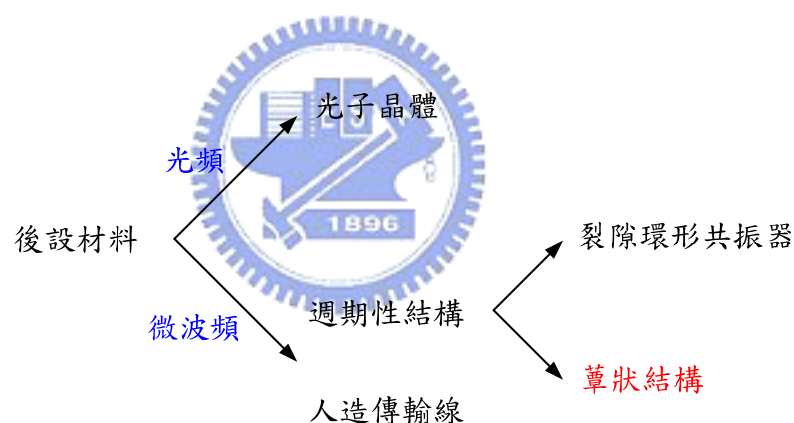 光子晶體
光頻
1896
後設材料
裂隙環形共振器
週期性結構
微波頻
蕈狀結構
人造傳輸線